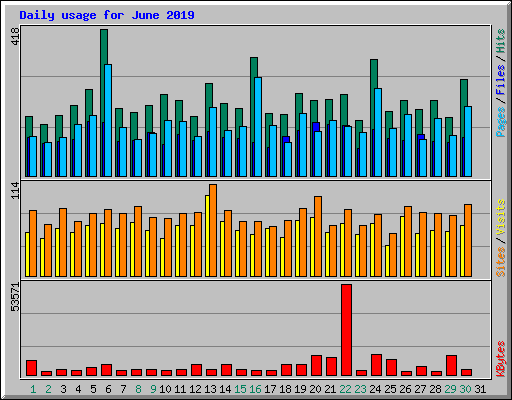 Daily usage for June 2019
418
Pages / Files / Hits
114
Sites / Visits
53571
KBytes
1 2 3 4 5 6 7 8 9 10 11 12 13 14 15 16 17 18 19 20 21 22 23 24 25 26 27 28 29 30 31